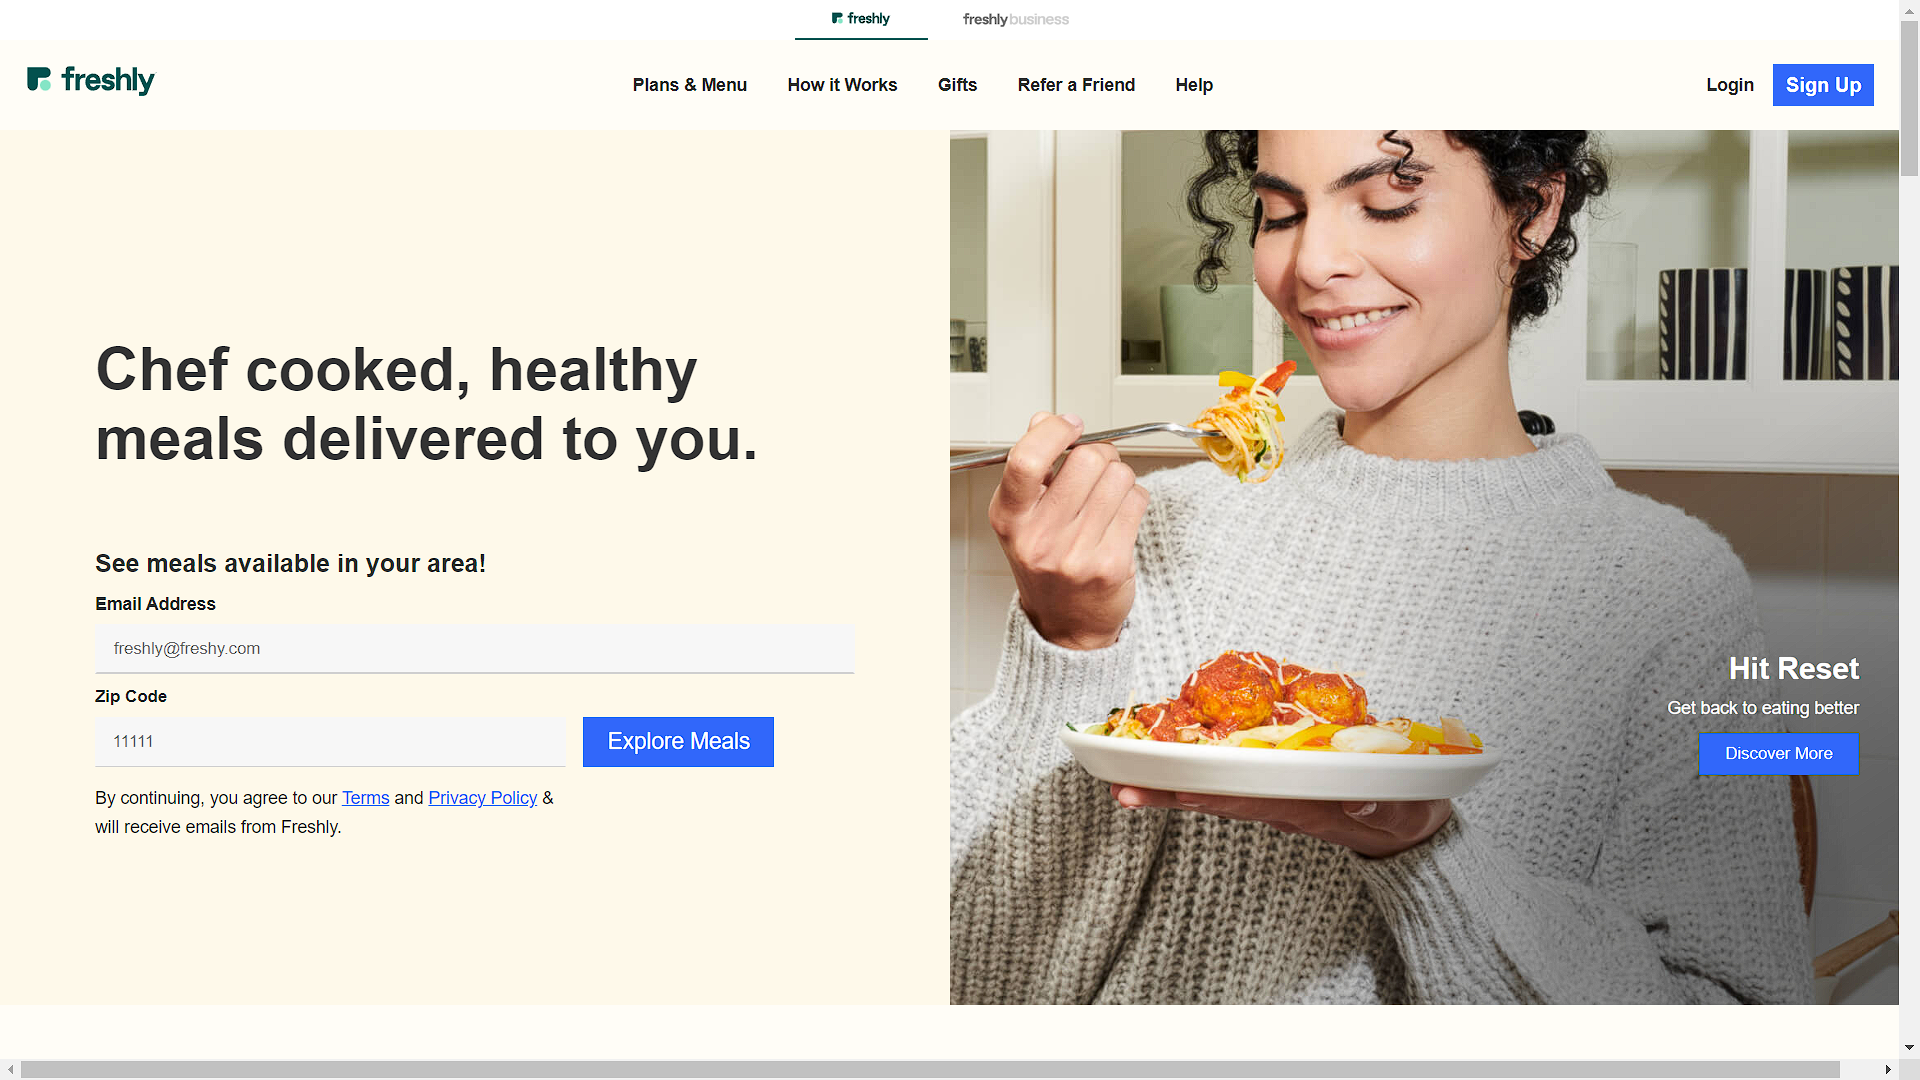 freshly
freshly business
freshly
Plans & Menu
How it Works
Gifts
Refer a Friend
Help
Login
Sign Up
Chef cooked, healthy
meals delivered to you.
See meals available in your area!
Email Address
freshly@freshy.com
Zip Code
11111
Explore Meals
By continuing, you agree to our Terms and Privacy Policy &
will receive emails from Freshly.
Hit Reset
Get back to eating better
Discover More